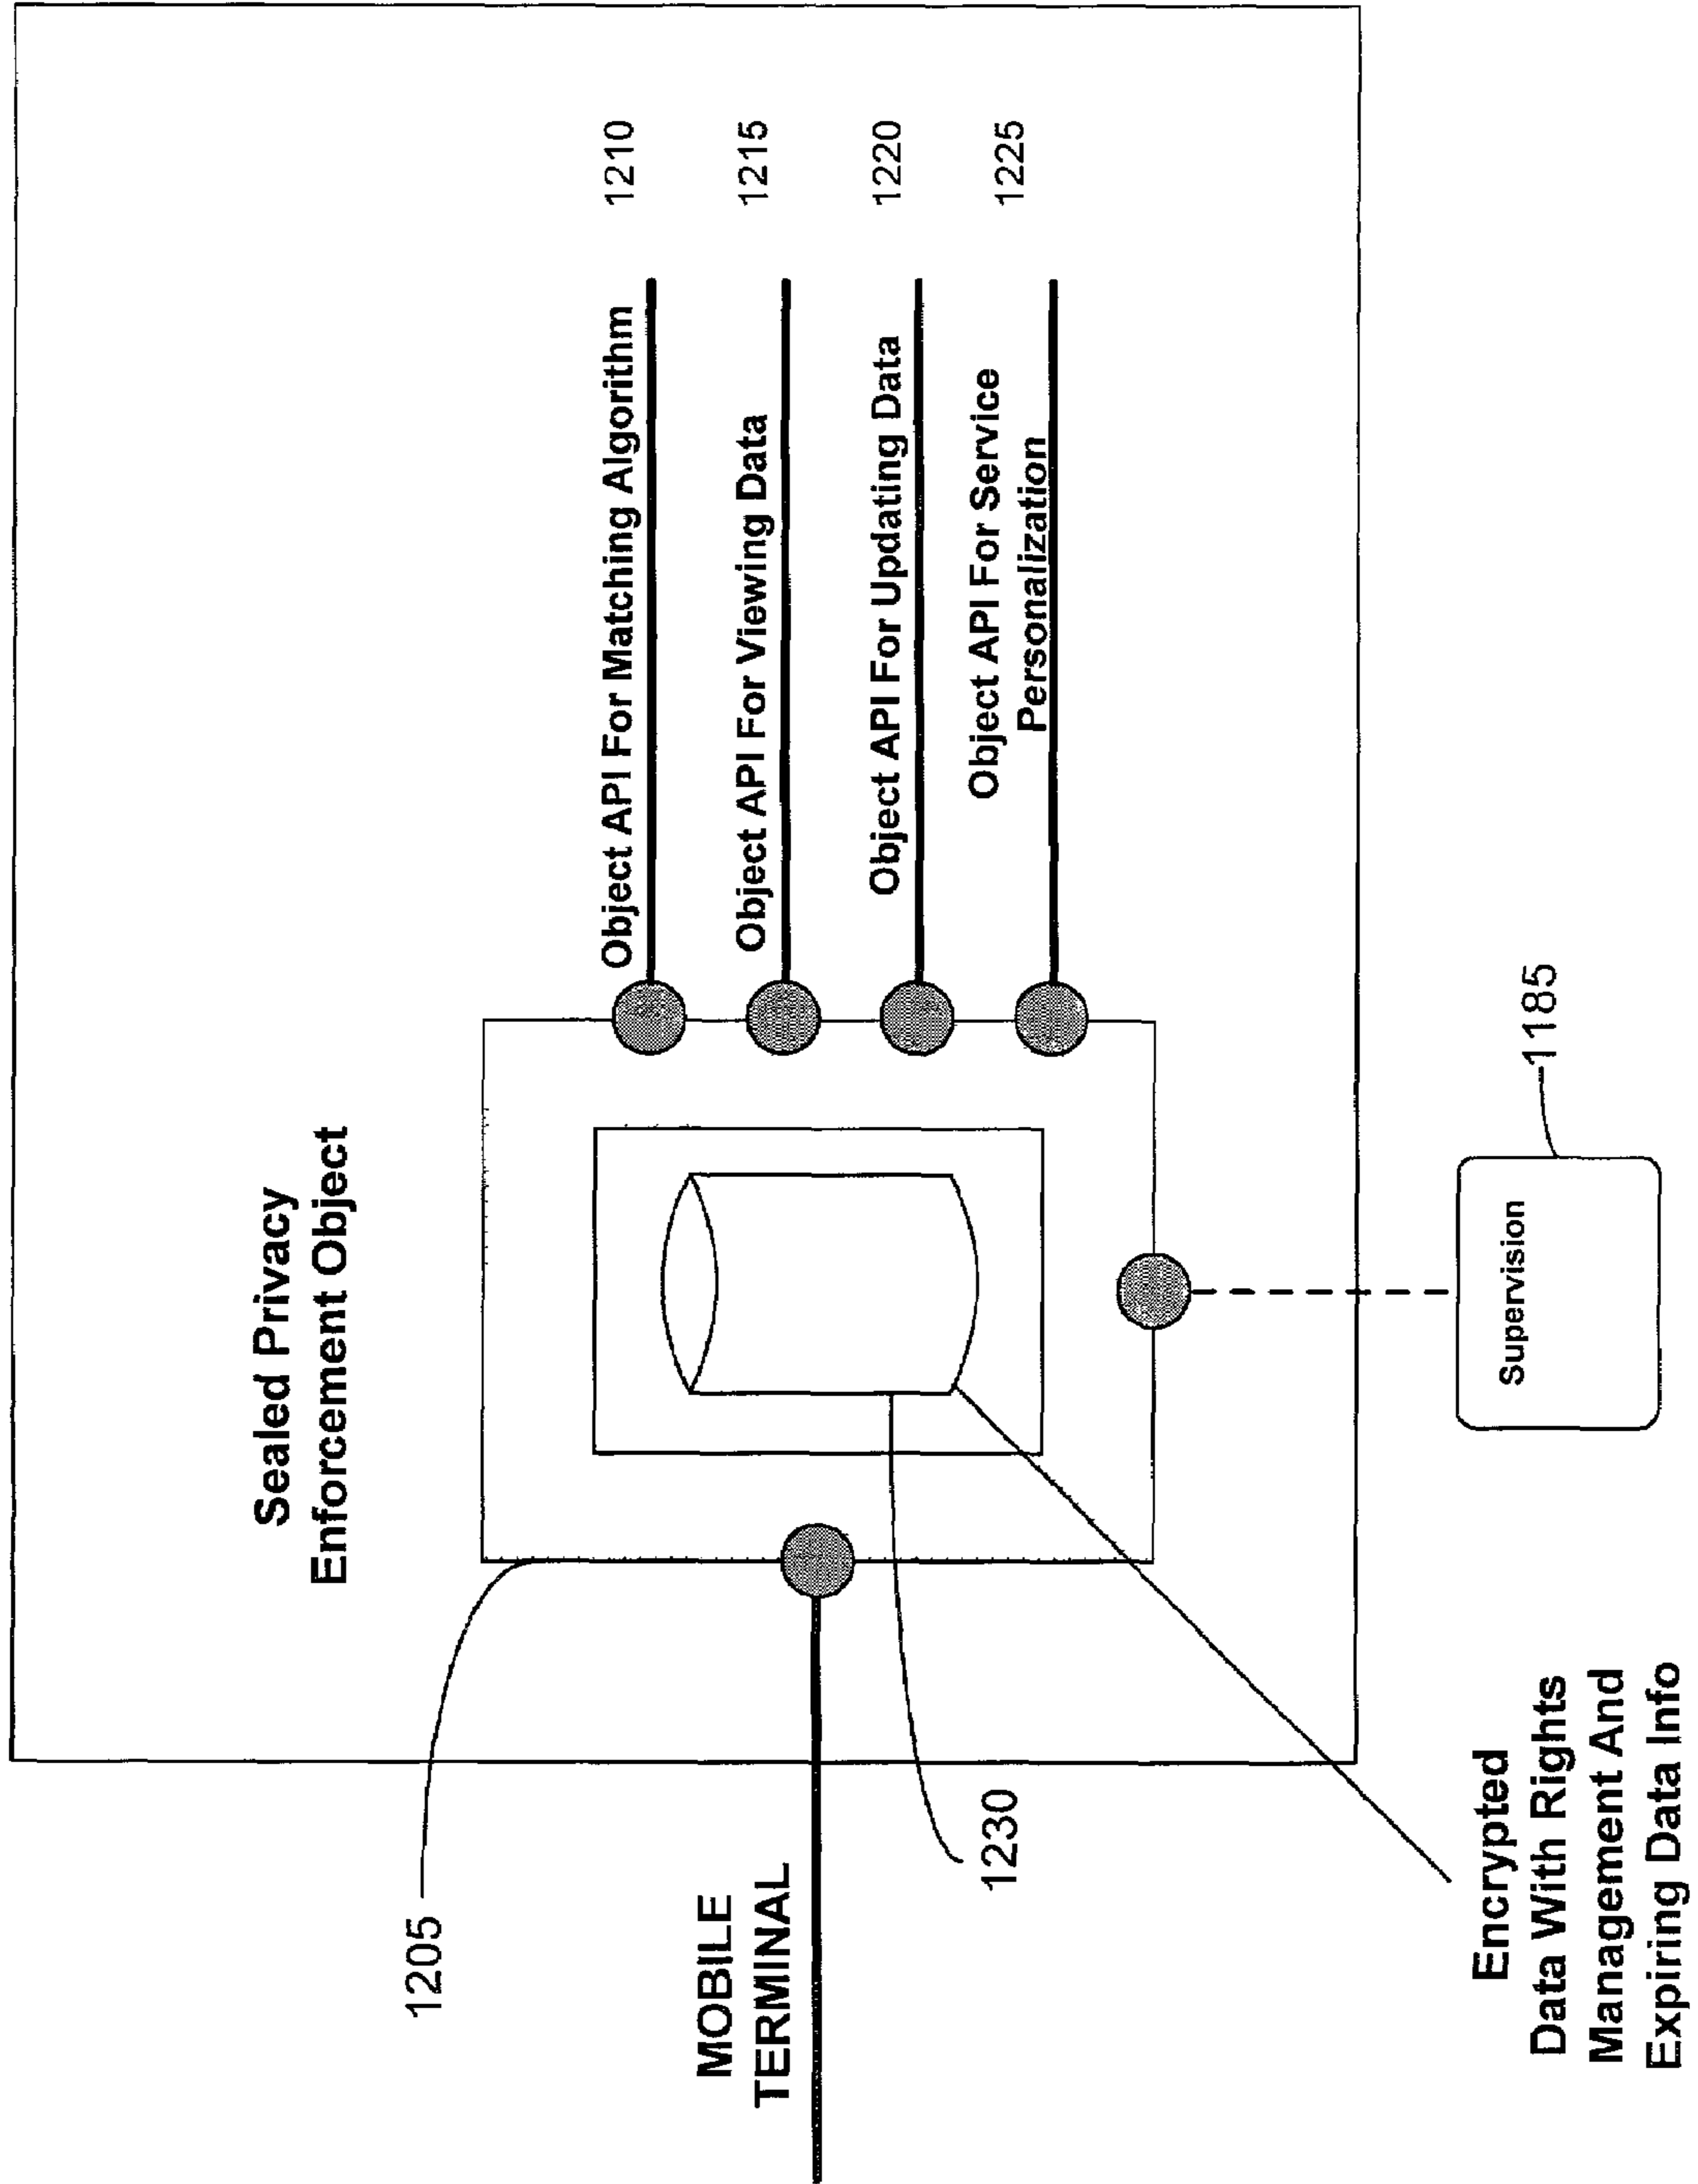 Sealed Privacy
Enforcement Object
1205
MOBILE
TERMINAL
Object API For Matching Algorithm
1210
Object API For Viewing Data
1215
Object API For Updating Data
1220
Object API For Service
Personalization
1225
1230
Encrypted
Data With Rights
Management And
Expiring Data Info
Supervision
1185